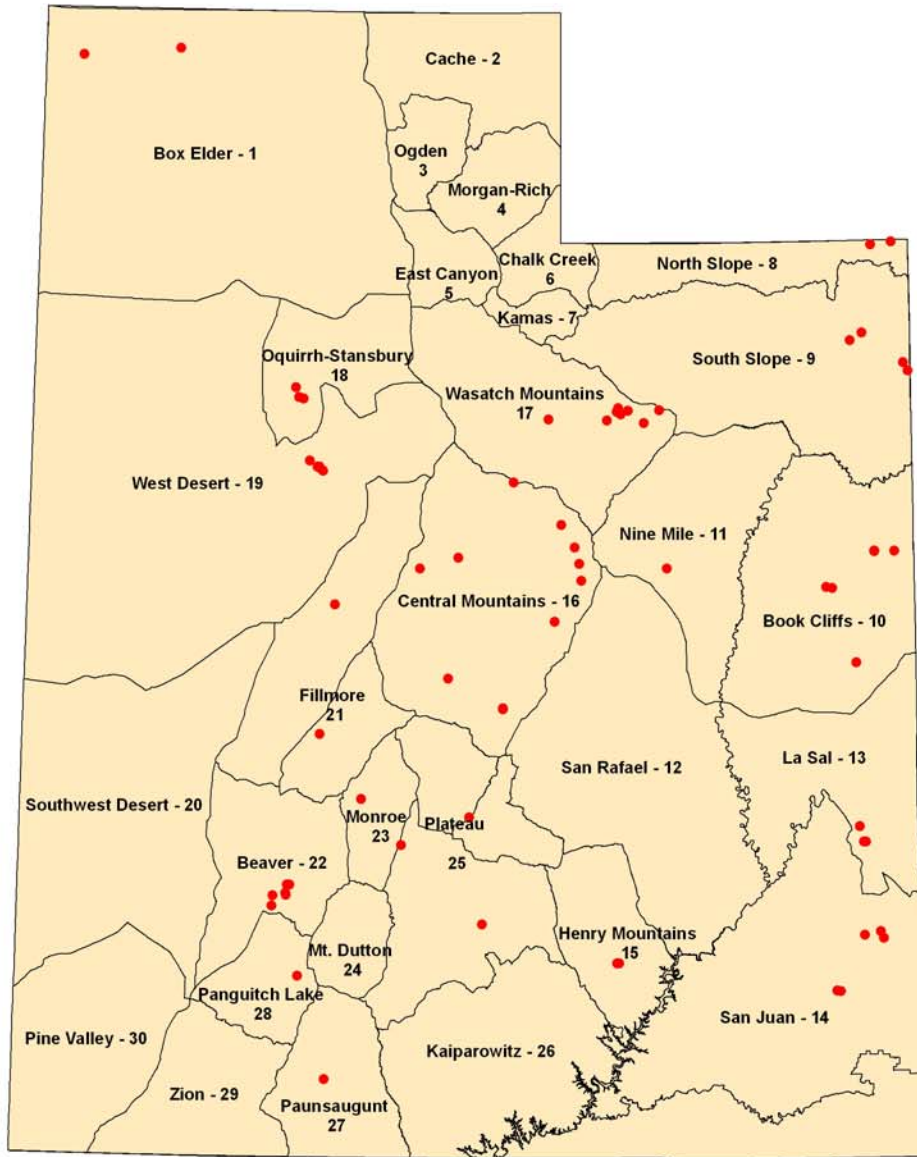 Cache - 2
Box Elder - 1
Ogden
3
Morgan-Rich
4
East Canyon
5
Chalk Creek
6
North Slope - 8
Kamas - 7
Oquirrh-Stansbury
18
South Slope - 9
Wasatch Mountains
17
West Desert - 19
Nine Mile - 11
Central Mountains - 16
Book Cliffs - 10
Fillmore
21
La Sal - 13
San Rafael - 12
Southwest Desert - 20
Monroe
23
Plateau
25
Beaver - 22
Mt. Dutton
24
Henry Mountains
15
Panguitch Lake
28
San Juan - 14
Pine Valley - 30
Kaiparowitz - 26
Zion - 29
Paunsaugunt
27